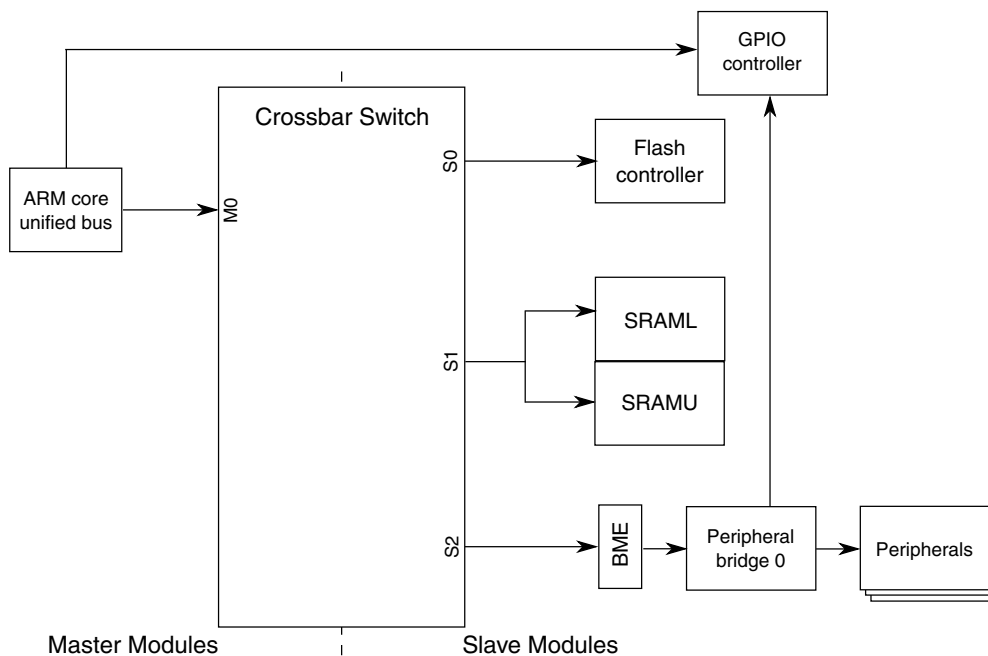 GPIO
controller
Crossbar Switch
S0
Flash
controller
ARM core
unified bus
M0
SRAML
S1
SRAMU
S2
BME
Peripheral
bridge 0
Peripherals
Master Modules
Slave Modules